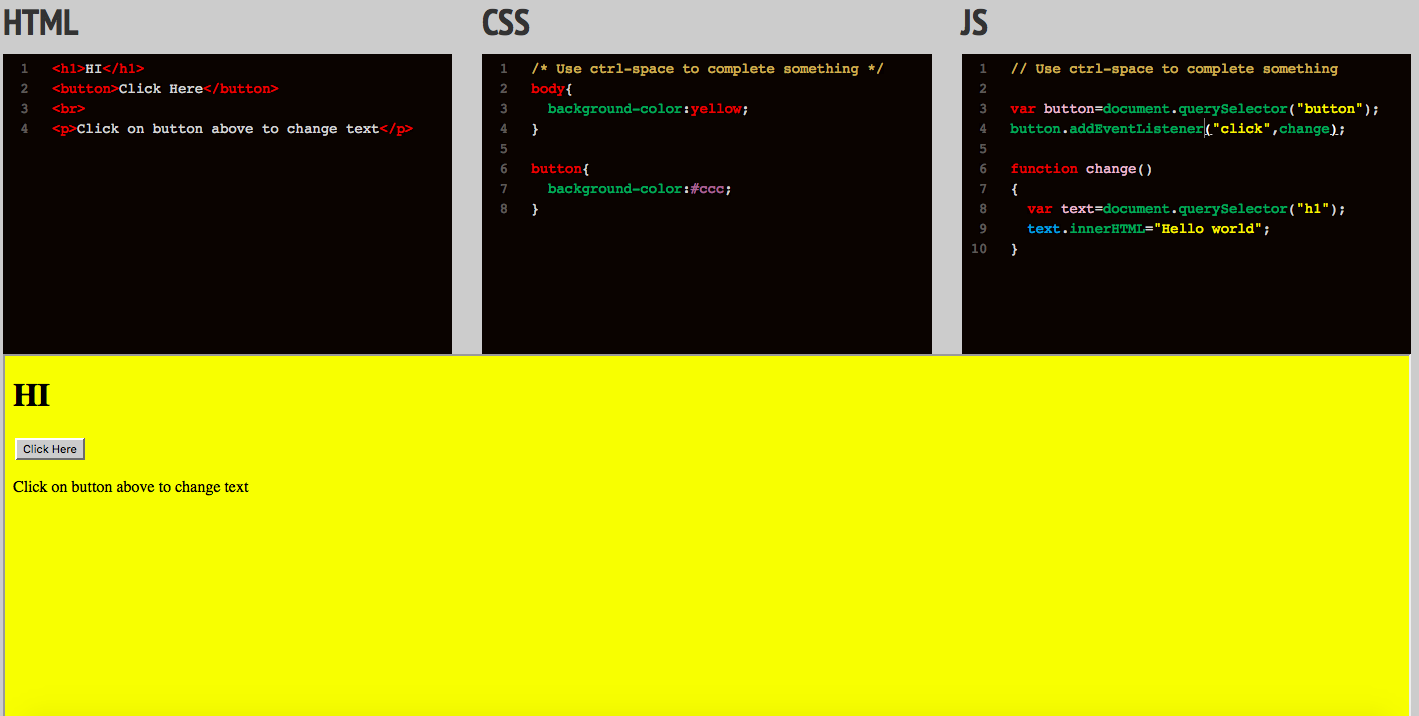 HTML
1 <h1>HI</h1>
2 <button>Click Here</button>
3 <br>
4 <p>Click on button above to change text</p>
CSS
1 /* Use ctrl-space to complete something */
2 body{
3 background-color:yellow;
4 }
5
6 button{
7 background-color:#ccc;
8 }
JS
1 // Use ctrl-space to complete something
2
3 var button=document.querySelector("button");
4 button.addEventListener("click",change);
5
6 function change()
7 {
8 var text=document.querySelector("h1");
9 text.innerHTML="Hello world";
10 }
HI
Click Here
Click on button above to change text